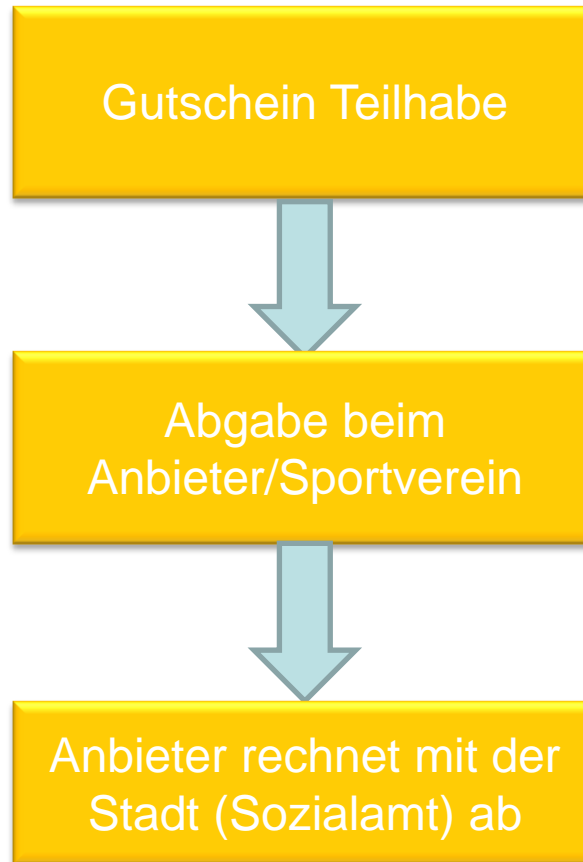 Gutschein Teilhabe
Abgabe beim
Anbieter/Sportverein
Anbieter rechnet mit der
Stadt (Sozialamt) ab